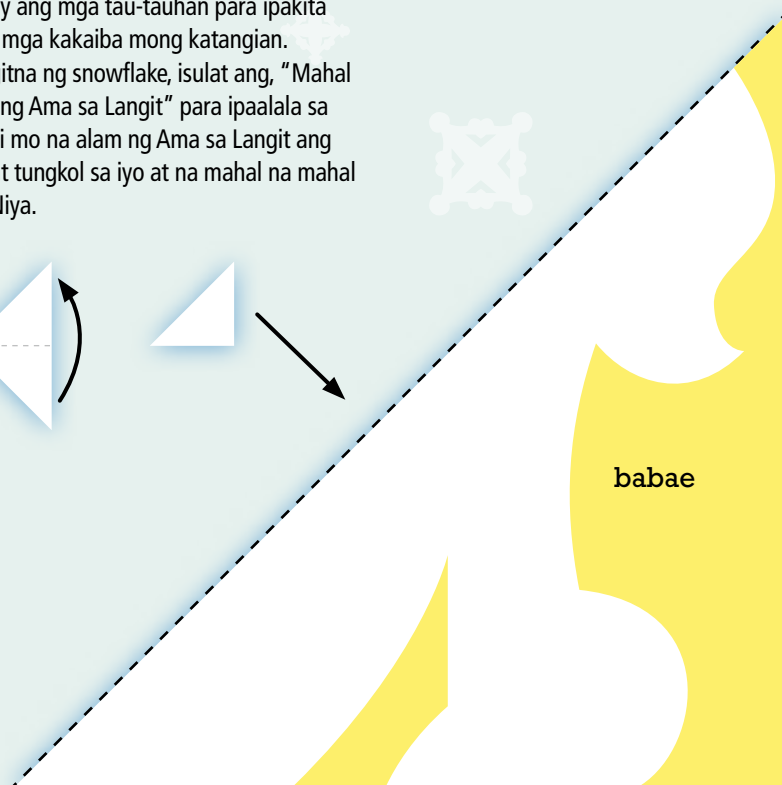 y ang mga tau-tauhan para ipakita
mga kakaiba mong katangian.
itna ng snowflake, isulat ang, “Mahal
ng Ama sa Langit” para ipaalala sa
i mo na alam ng Ama sa Langit ang
t tungkol sa iyo at na mahal na mahal
Niya.
babae